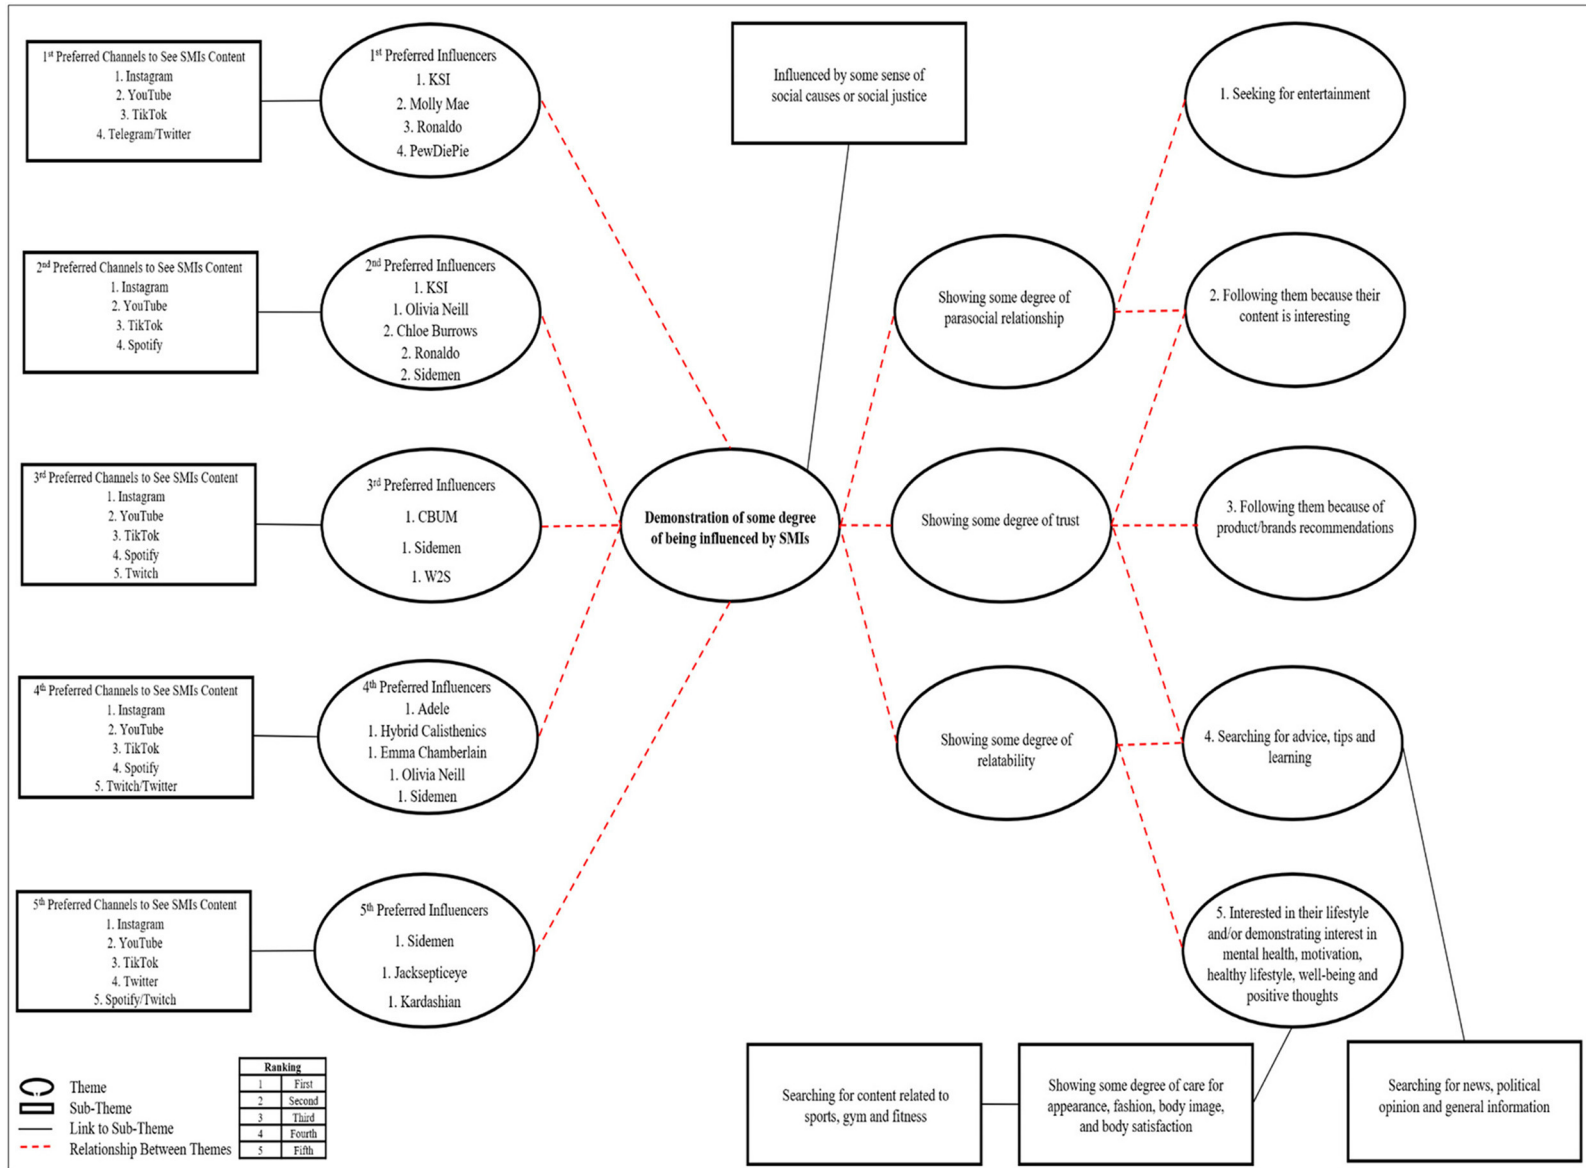 1st Preferred Channels to See SMIs Content
1. Instagram
2. YouTube
3. TikTok
4. Telegram/Twitter
1st Preferred Influencers
1. KSI
2. Molly Mae
3. Ronaldo
4. PewDiePie
Influenced by some sense of
social causes or social justice
1. Seeking for entertainment
2nd Preferred Channels to See SMIs Content
1. Instagram
2. YouTube
3. TikTok
4. Spotify
2nd Preferred Influencers
1. KSI
1. Olivia Neill
2. Chloe Burrows
2. Ronaldo
2. Sidemen
Showing some degree of
parasocial relationship
2. Following them because their
content is interesting
3rd Preferred Channels to See SMIs Content
1. Instagram
2. YouTube
3. TikTok
4. Spotify
5. Twitch
3rd Preferred Influencers
1. CBUM
1. Sidemen
1. W2S
Demonstration of some degree
of being influenced by SMIs
Showing some degree of trust
3. Following them because of
product/brands recommendations
4th Preferred Channels to See SMIs Content
1. Instagram
2. YouTube
3. TikTok
4. Spotify
5. Twitch/Twitter
4th Preferred Influencers
1. Adele
1. Hybrid Calisthenics
1. Emma Chamberlain
1. Olivia Neill
1. Sidemen
Showing some degree of
relatability
4. Searching for advice, tips and
learning
5th Preferred Channels to See SMIs Content
1. Instagram
2. YouTube
3. TikTok
4. Twitter
5. Spotify/Twitch
5th Preferred Influencers
1. Sidemen
1. Jacksepticeye
1. Kardashian
5. Interested in their lifestyle
and/or demonstrating interest in
mental health, motivation,
healthy lifestyle, well-being and
positive thoughts
Searching for content related to
sports, gym and fitness
Showing some degree of care for
appearance, fashion, body image,
and body satisfaction
Searching for news, political
opinion and general information
Theme
Sub-Theme
Link to Sub-Theme
Relationship Between Themes
Ranking
1 First
2 Second
3 Third
4 Fourth
5 Fifth